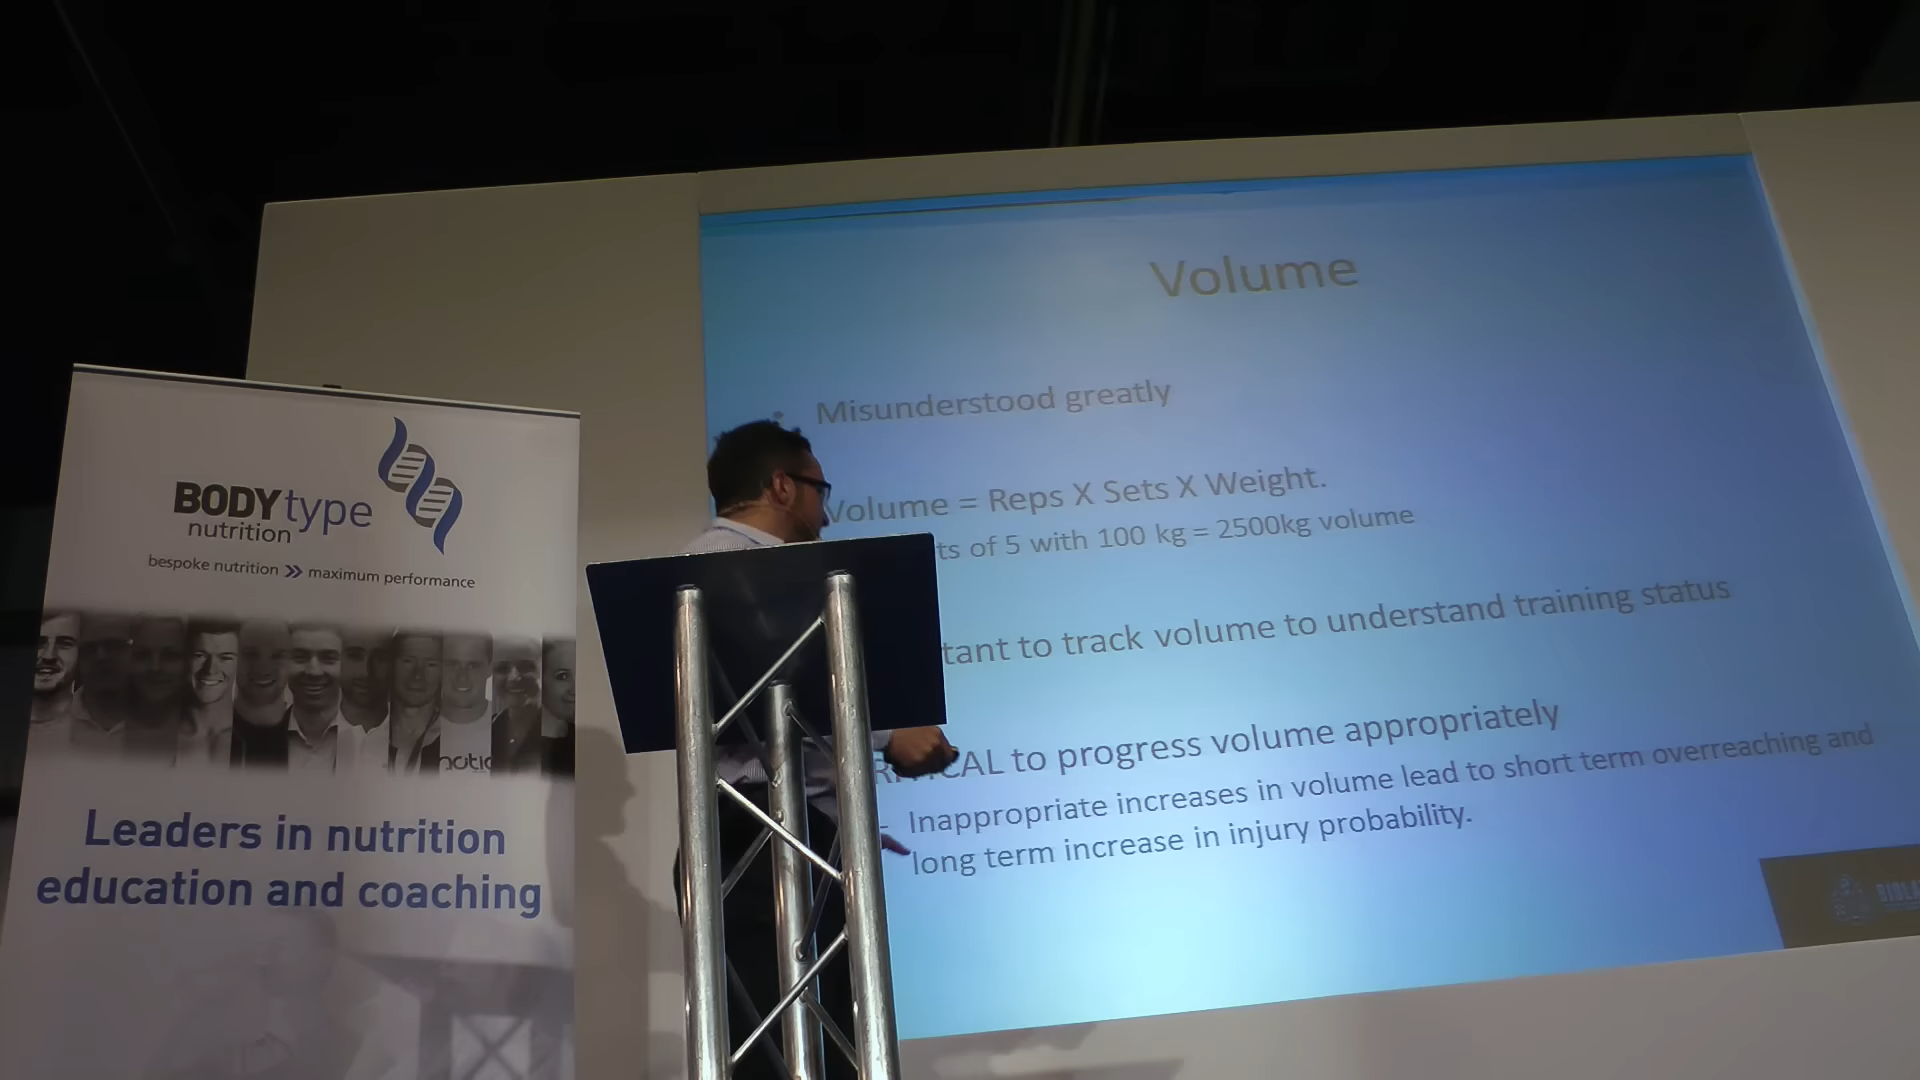 BODYtype
nutrition
bespoke nutrition >> maximum performance
Leaders in nutrition
education and coaching
Volume
Misunderstood greatly
Volume = Reps X Sets X Weight.
ts of 5 with 100 kg = 2500kg volume
tant to track volume to understand training status
to progress volume appropriately
- Inappropriate increases in volume lead to short term overreaching and
long term increase in injury probability.